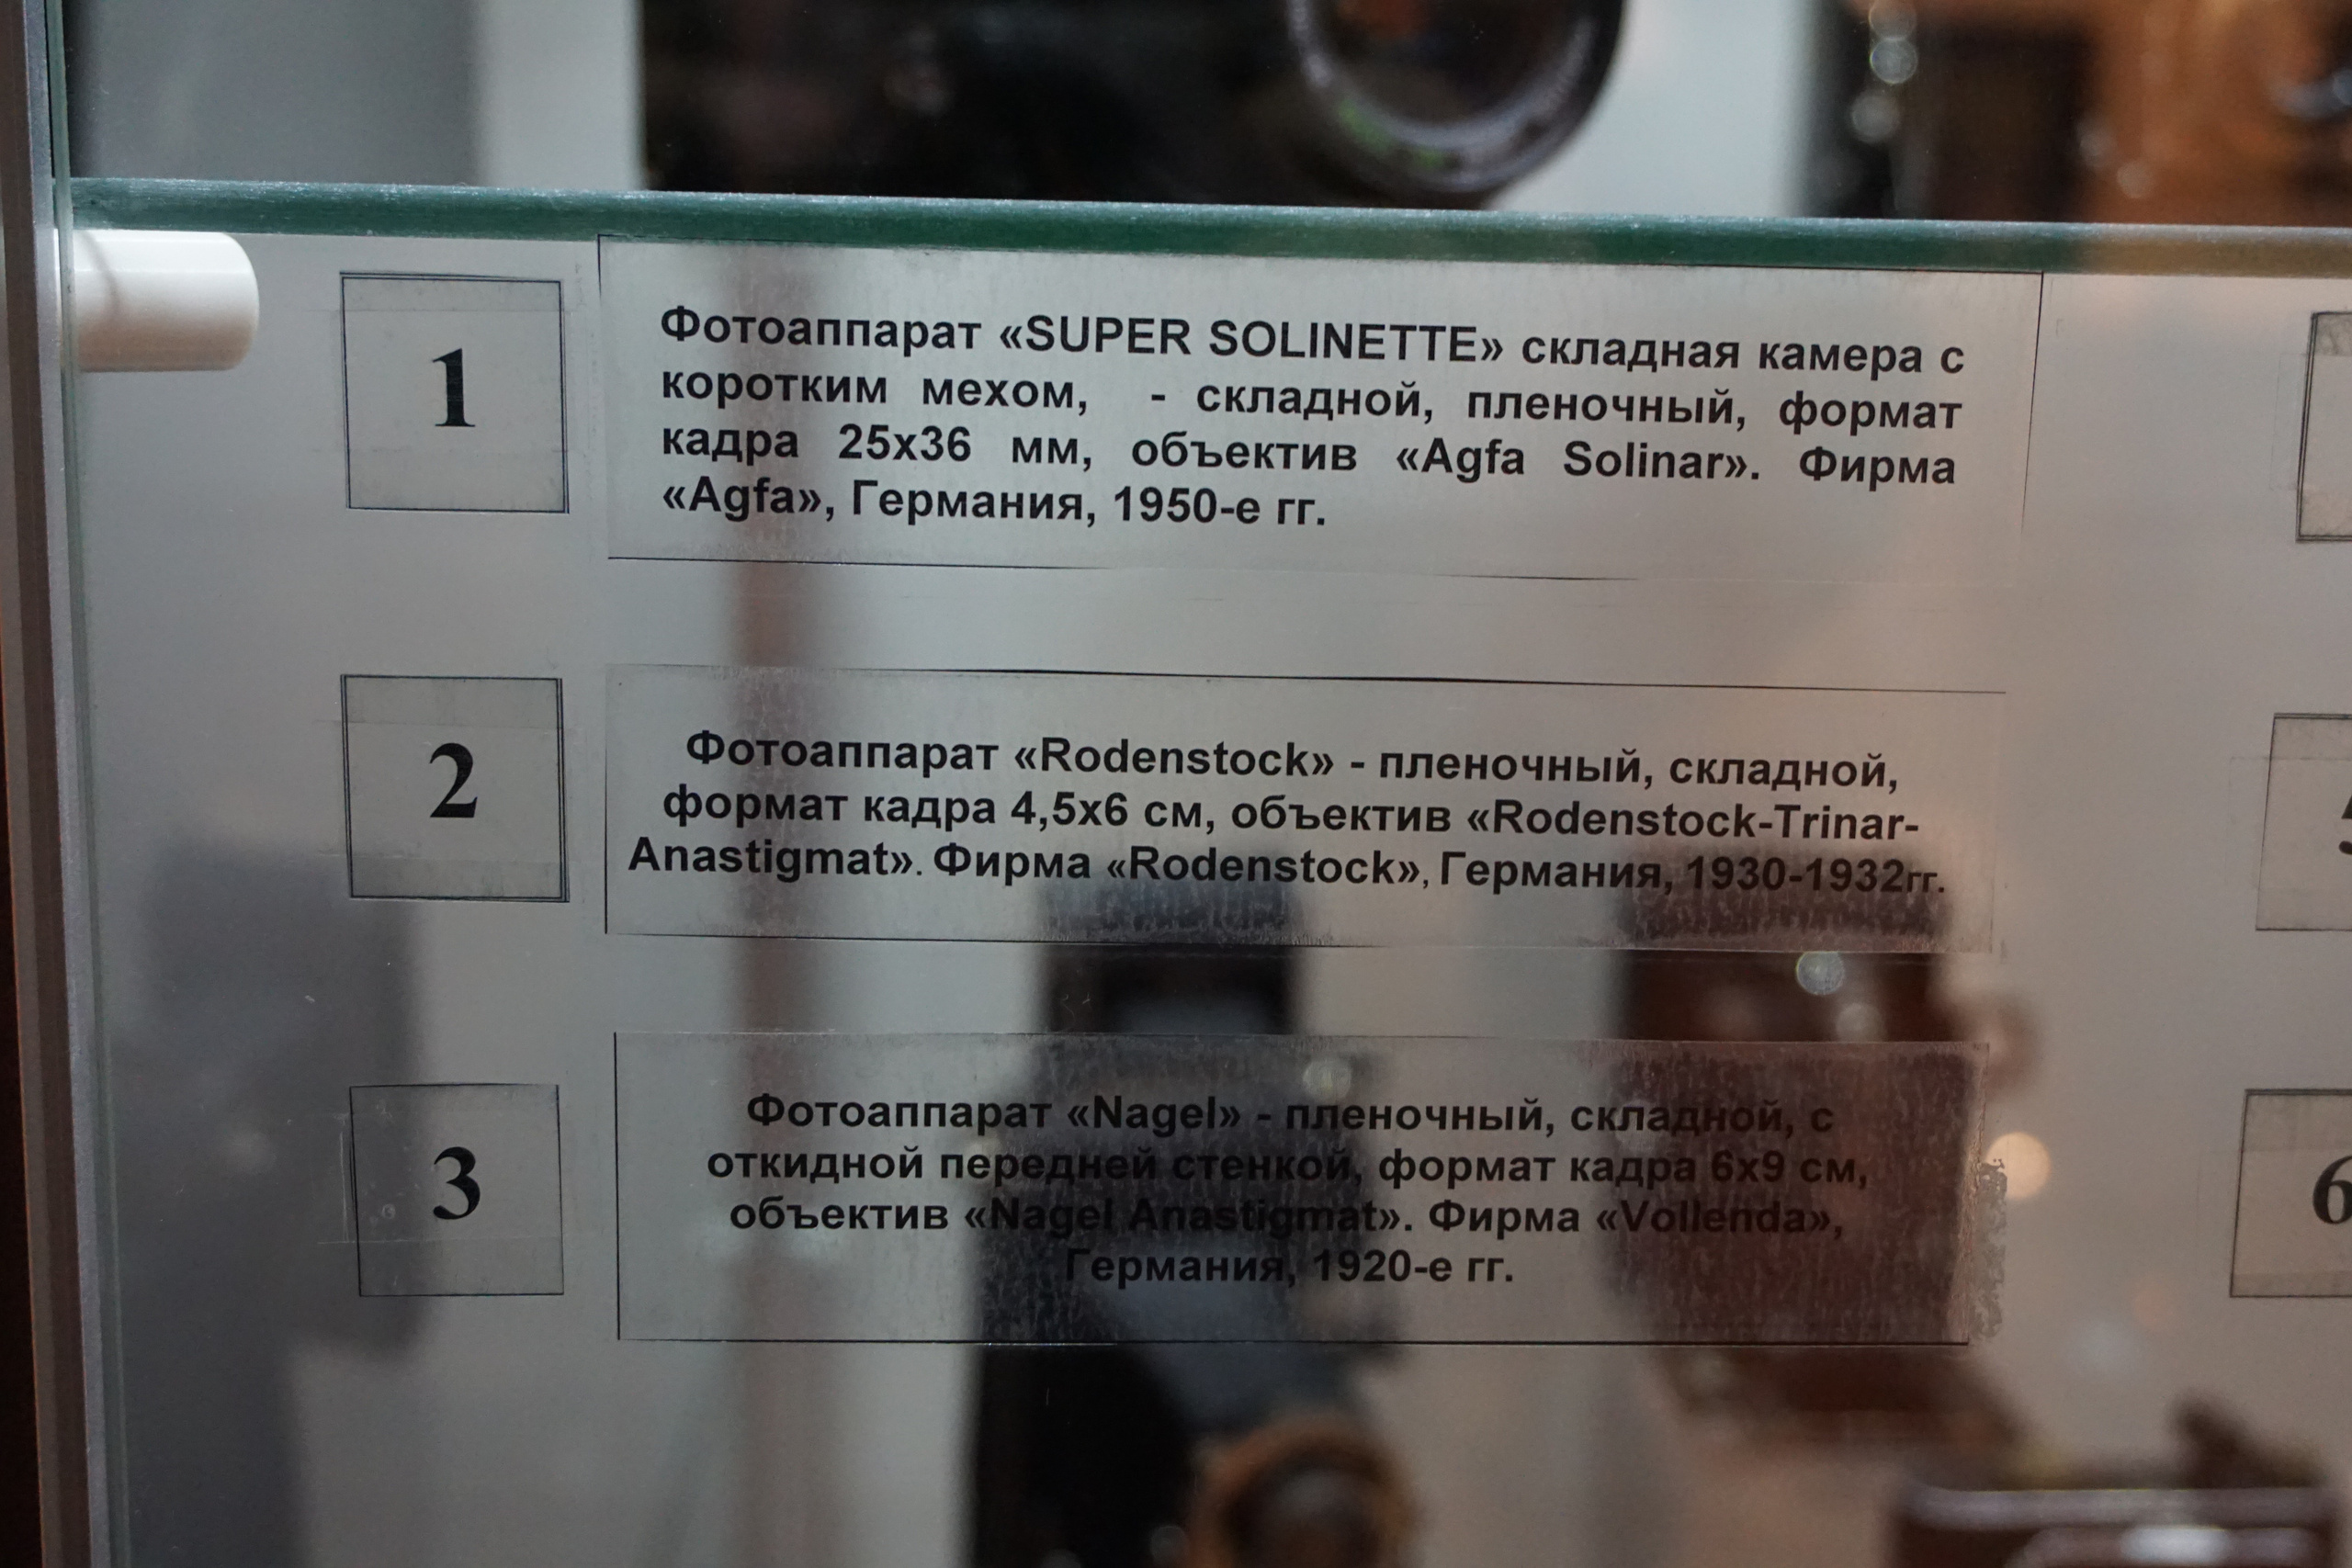 1
Фотоаппарат «SUPER SOLINETTE» складная камера с
коротким мехом, - складной, пленочный, формат
кадра 25х36 мм, объектив «Agfa Solinar». Фирма
«Agfa», Германия, 1950-е гг.
2
Фотоаппарат «Rodenstock» - пленочный, складной,
формат кадра 4,5х6 см, объектив «Rodenstock-Trinar-
Anastigmat». Фирма «Rodenstock», Германия, 1930-1932гг.
3
Фотоаппарат «Nagel» - пленочный, складной, с
откидной передней стенкой, формат кадра 6х9 см,
объектив «Nagel Anastigmat». Фирма «Vollenda»,
Германия, 1920-е гг.
6